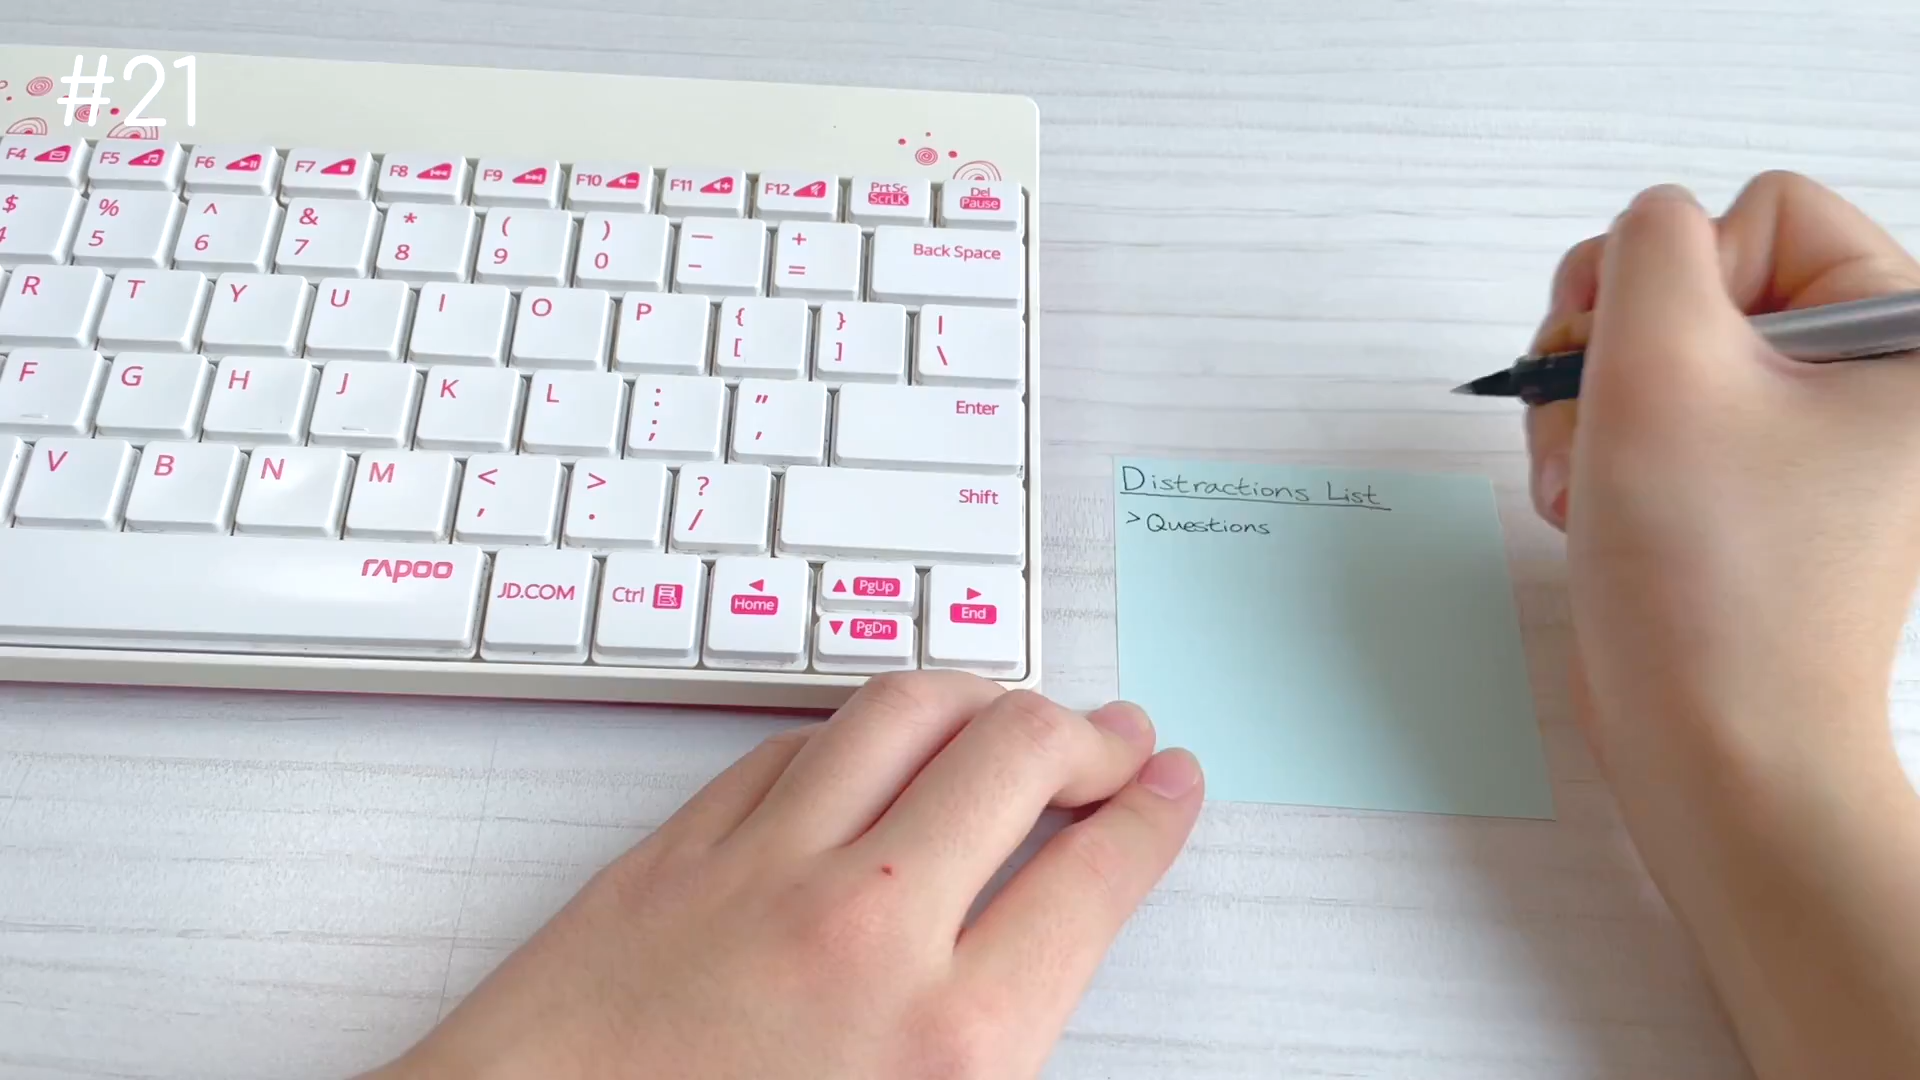 #21
F4 F5 F6 F7 F8 F9 F10 F11 F12 PrtSc ScrLK Del Pause
$ 4 % 5 ^ 6 & 7 * 8 ( 9 ) 0 — - + = Back Space
R T Y U I O P { [ } ] | \
F G H J K L : ; " , Enter
V B N M < , > . ? / Shift
rapoo JD.COM Ctrl ◀ Home ▲ PgUp ▼ PgDn ▶ End
Distractions List
> Questions